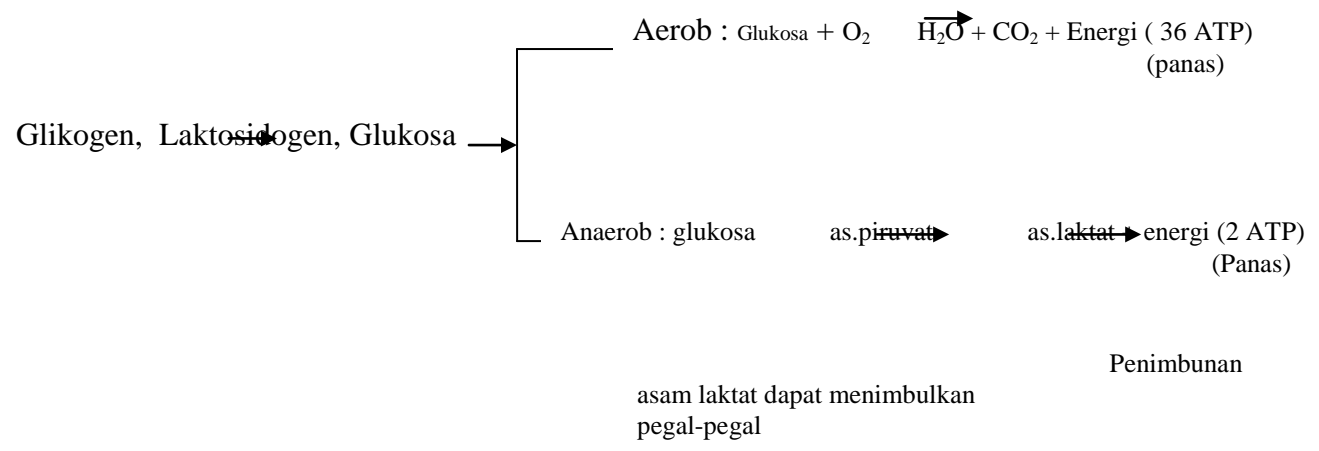 Aerob : Glukosa + O₂ H₂O + CO₂ + Energi ( 36 ATP)
(panas)
Glikogen, Laktosidogen, Glukosa
Anaerob : glukosa as.piruvat as.laktat + energi (2 ATP)
(Panas)
Penimbunan
asam laktat dapat menimbulkan
pegal-pegal